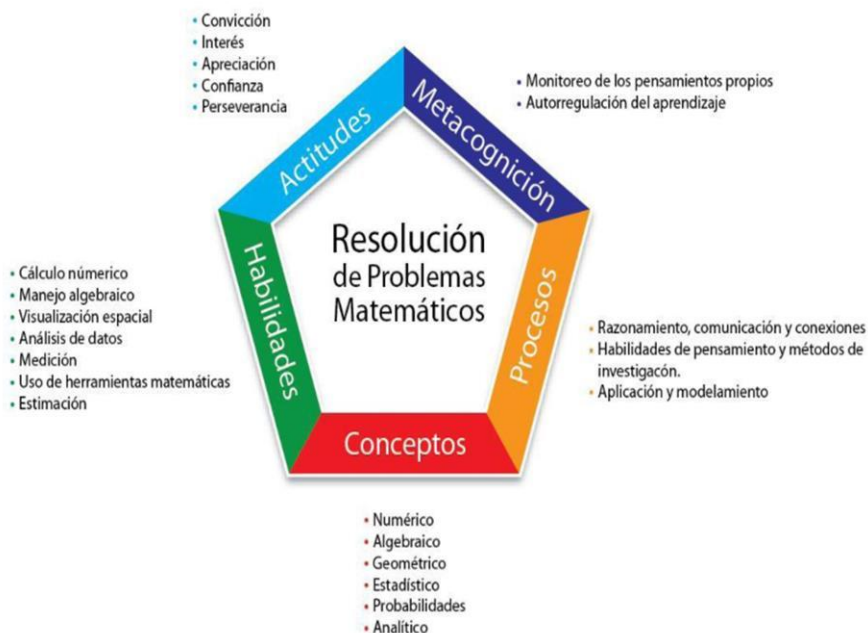 • Convicción
• Interés
• Apreciación
• Confianza
• Perseverancia
Actitudes
Metacognición
• Monitoreo de los pensamientos propios
• Autorregulación del aprendizaje
Resolución
de Problemas
Matemáticos
Habilidades
• Cálculo númerico
• Manejo algebraico
• Visualización espacial
• Análisis de datos
• Medición
• Uso de herramientas matemáticas
• Estimación
Procesos
• Razonamiento, comunicación y conexiones
• Habilidades de pensamiento y métodos de
investigacón.
• Aplicación y modelamiento
Conceptos
• Numérico
• Algebraico
• Geométrico
• Estadístico
• Probabilidades
• Analítico